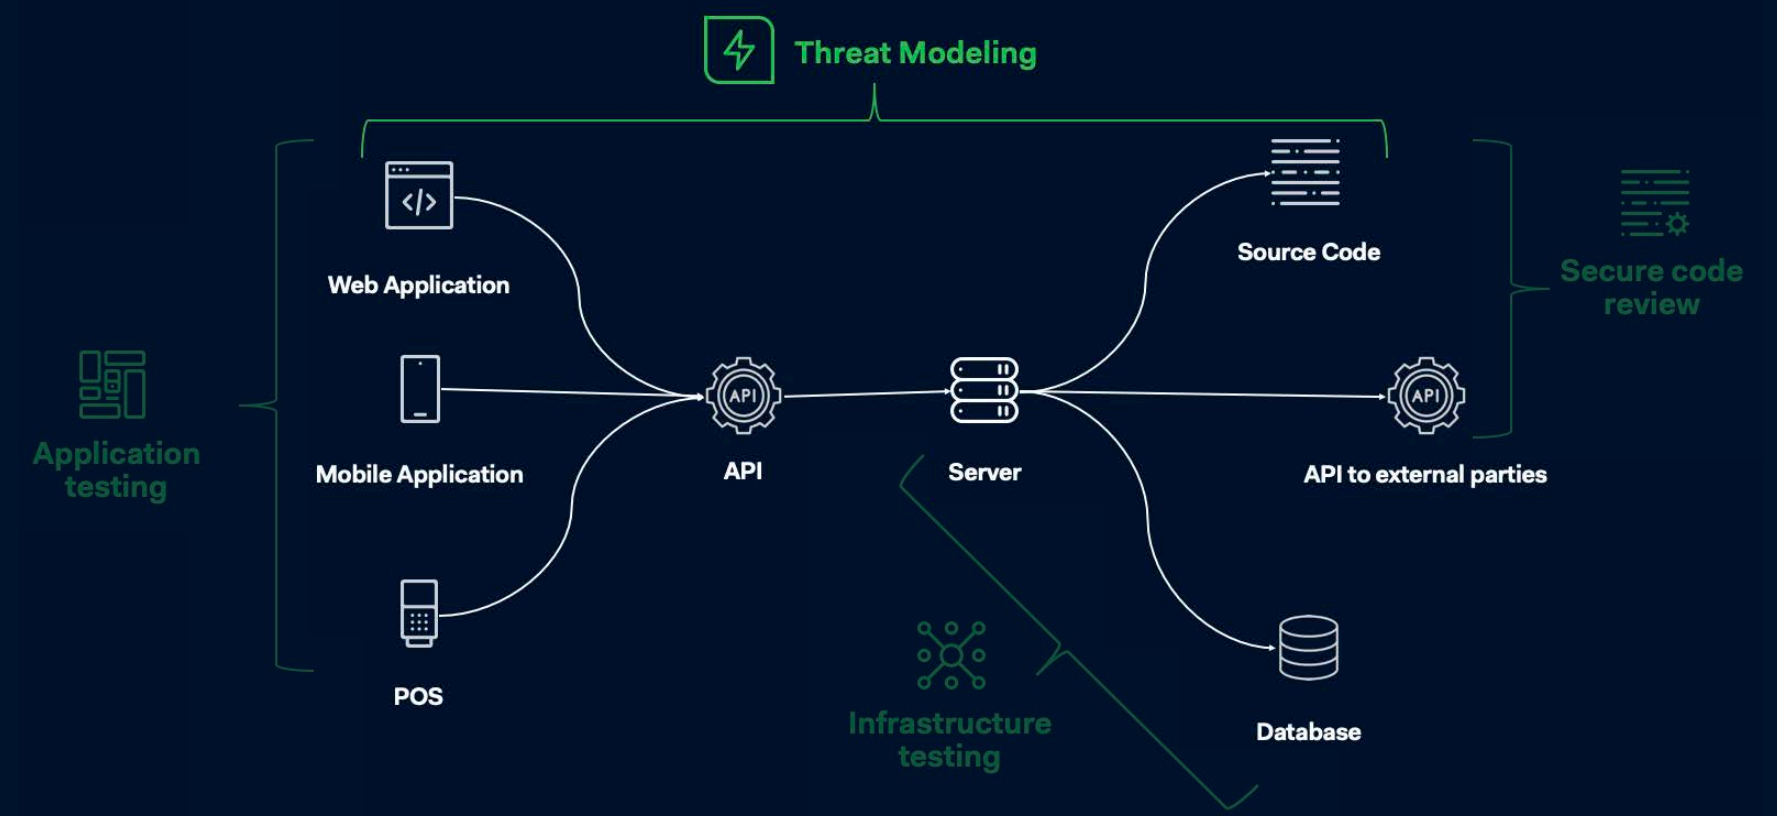 Threat Modeling
</>
Web Application
Source Code
Secure code
review
Application
testing
Mobile Application
API
API
Server
API
API to external parties
POS
Infrastructure
testing
Database